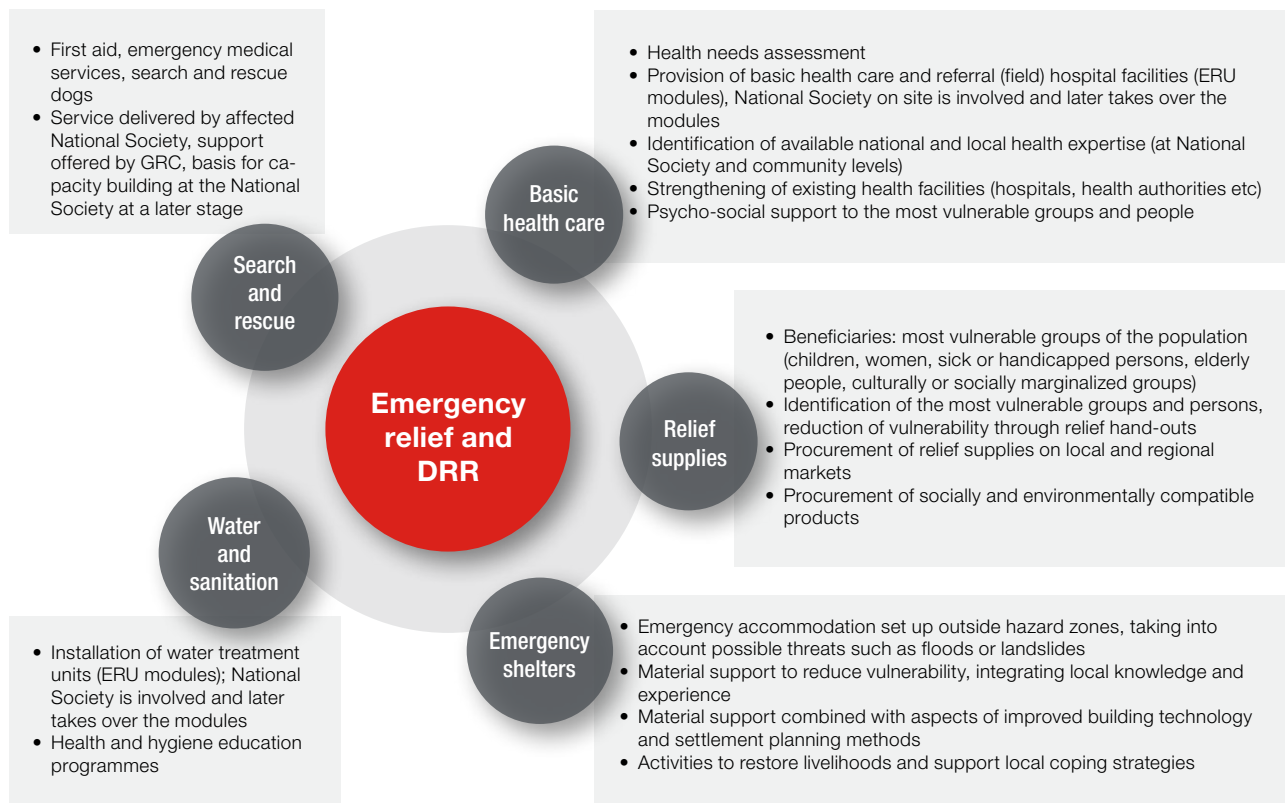 • First aid, emergency medical
services, search and rescue
dogs
• Service delivered by affected
National Society, support
offered by GRC, basis for ca-
pacity building at the National
Society at a later stage
Search
and
rescue
• Health needs assessment
• Provision of basic health care and referral (field) hospital facilities (ERU
modules), National Society on site is involved and later takes over the
modules
• Identification of available national and local health expertise (at National
Society and community levels)
• Strengthening of existing health facilities (hospitals, health authorities etc)
• Psycho-social support to the most vulnerable groups and people
Basic
health care
• Beneficiaries: most vulnerable groups of the population
(children, women, sick or handicapped persons, elderly
people, culturally or socially marginalized groups)
• Identification of the most vulnerable groups and persons,
reduction of vulnerability through relief hand-outs
• Procurement of relief supplies on local and regional
markets
• Procurement of socially and environmentally compatible
products
Relief
supplies
Emergency
relief and
DRR
Water
and
sanitation
• Installation of water treatment
units (ERU modules); National
Society is involved and later
takes over the modules
• Health and hygiene education
programmes
Emergency
shelters
• Emergency accommodation set up outside hazard zones, taking into
account possible threats such as floods or landslides
• Material support to reduce vulnerability, integrating local knowledge and
experience
• Material support combined with aspects of improved building technology
and settlement planning methods
• Activities to restore livelihoods and support local coping strategies